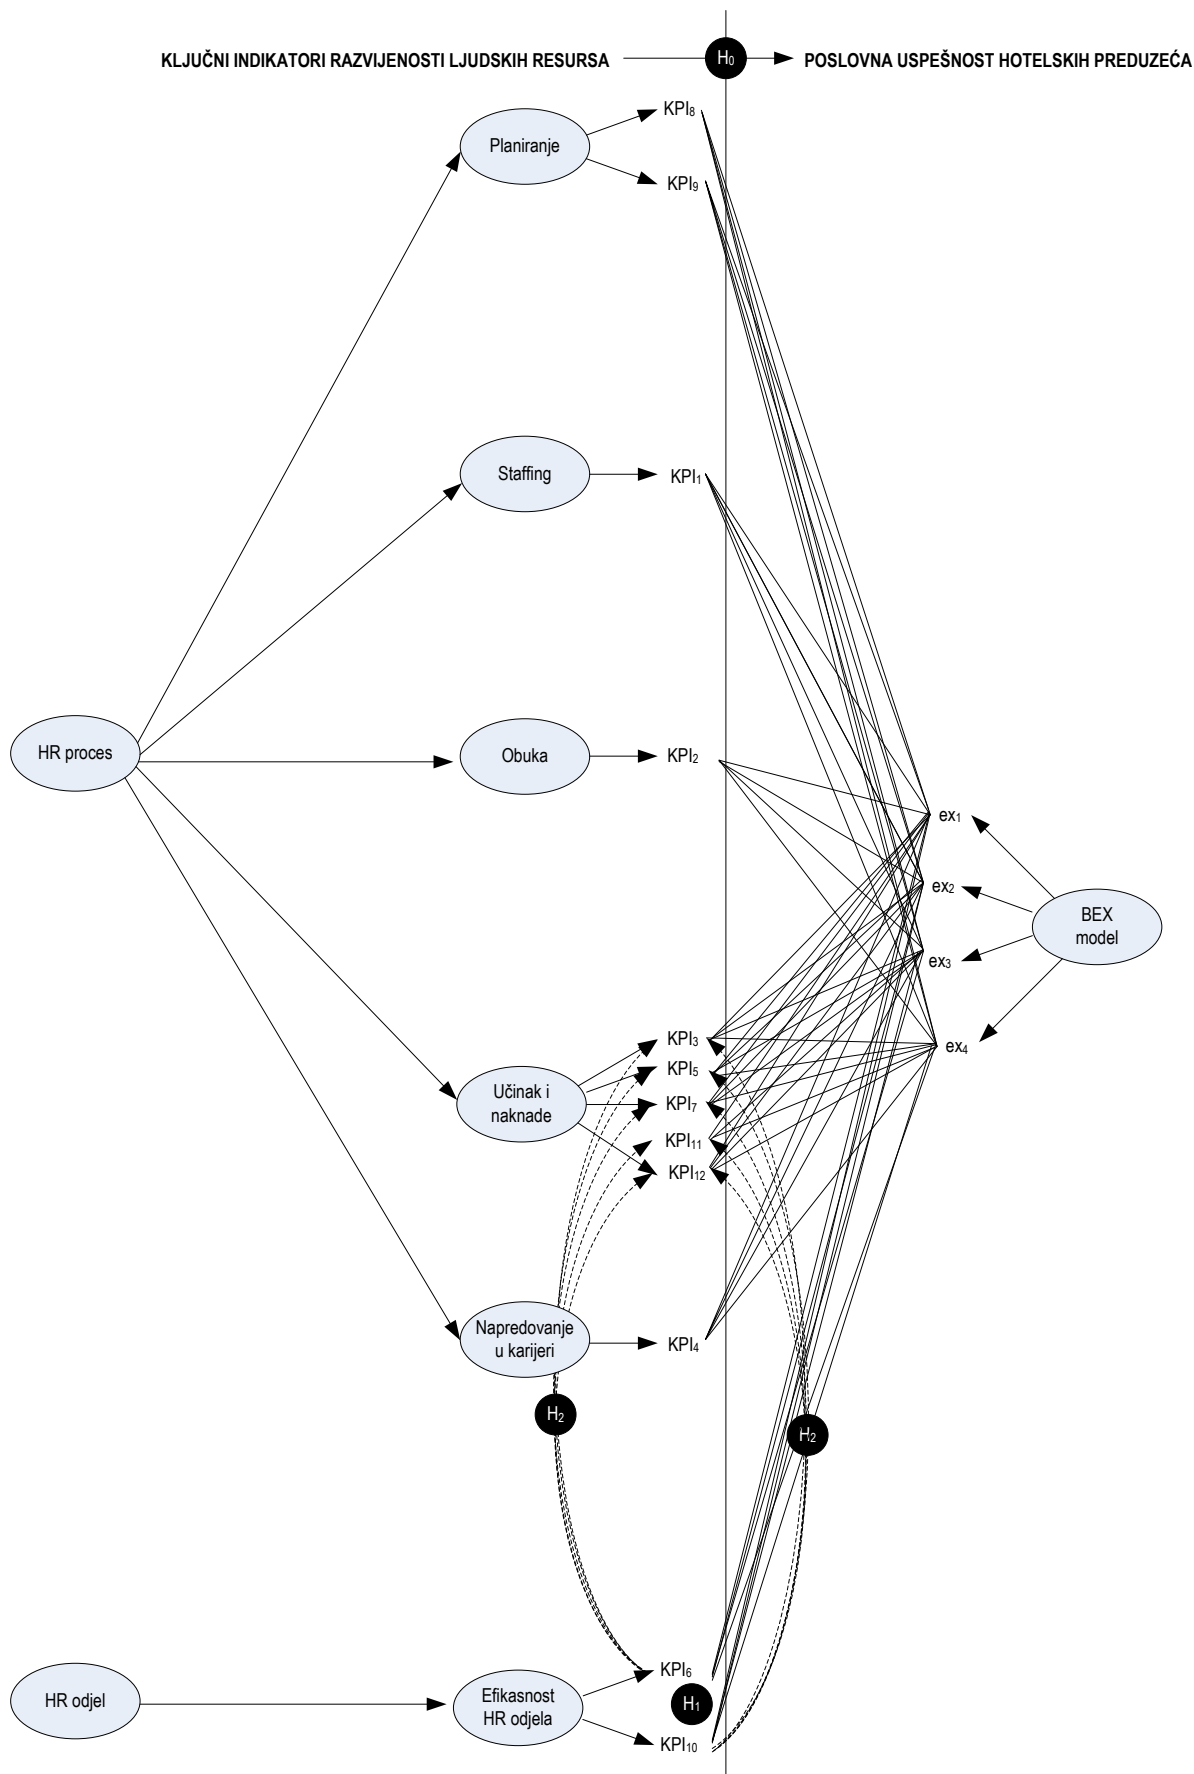 KLJUČNI INDIKATORI RAZVIJENOSTI LJUDSKIH RESURSA
H₀
POSLOVNA USPEŠNOST HOTELSKIH PREDUZEĆA
KPI₈
Planiranje
KPI₉
Staffing
KPI₁
HR proces
Obuka
KPI₂
ex₁
ex₂
BEX
model
ex₃
ex₄
KPI₃
KPI₅
Učinak i
naknade
KPI₇
KPI₁₁
KPI₁₂
Napredovanje
u karijeri
KPI₄
H₂
H₂
KPI₆
HR odjel
Efikasnost
HR odjela
H₁
KPI₁₀